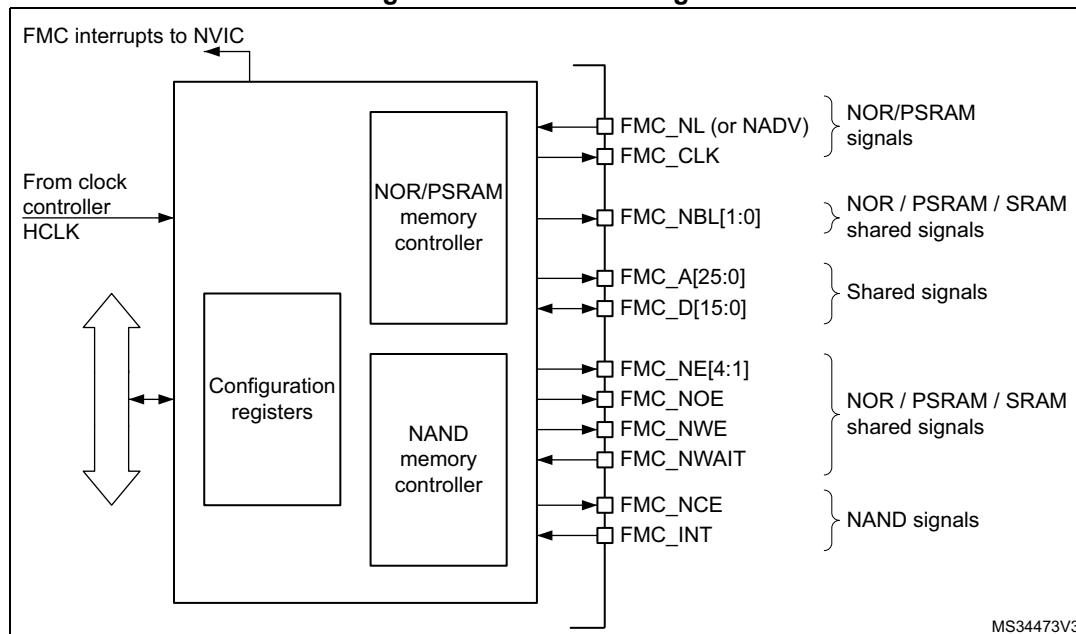 FMC interrupts to NVIC
From clock
controller
HCLK
Configuration
registers
NOR/PSRAM
memory
controller
NAND
memory
controller
FMC_NL (or NADV)
FMC_CLK
NOR/PSRAM
signals
FMC_NBL[1:0]
NOR / PSRAM / SRAM
shared signals
FMC_A[25:0]
FMC_D[15:0]
Shared signals
FMC_NE[4:1]
FMC_NOE
FMC_NWE
FMC_NWAIT
NOR / PSRAM / SRAM
shared signals
FMC_NCE
FMC_INT
NAND signals
MS34473V3